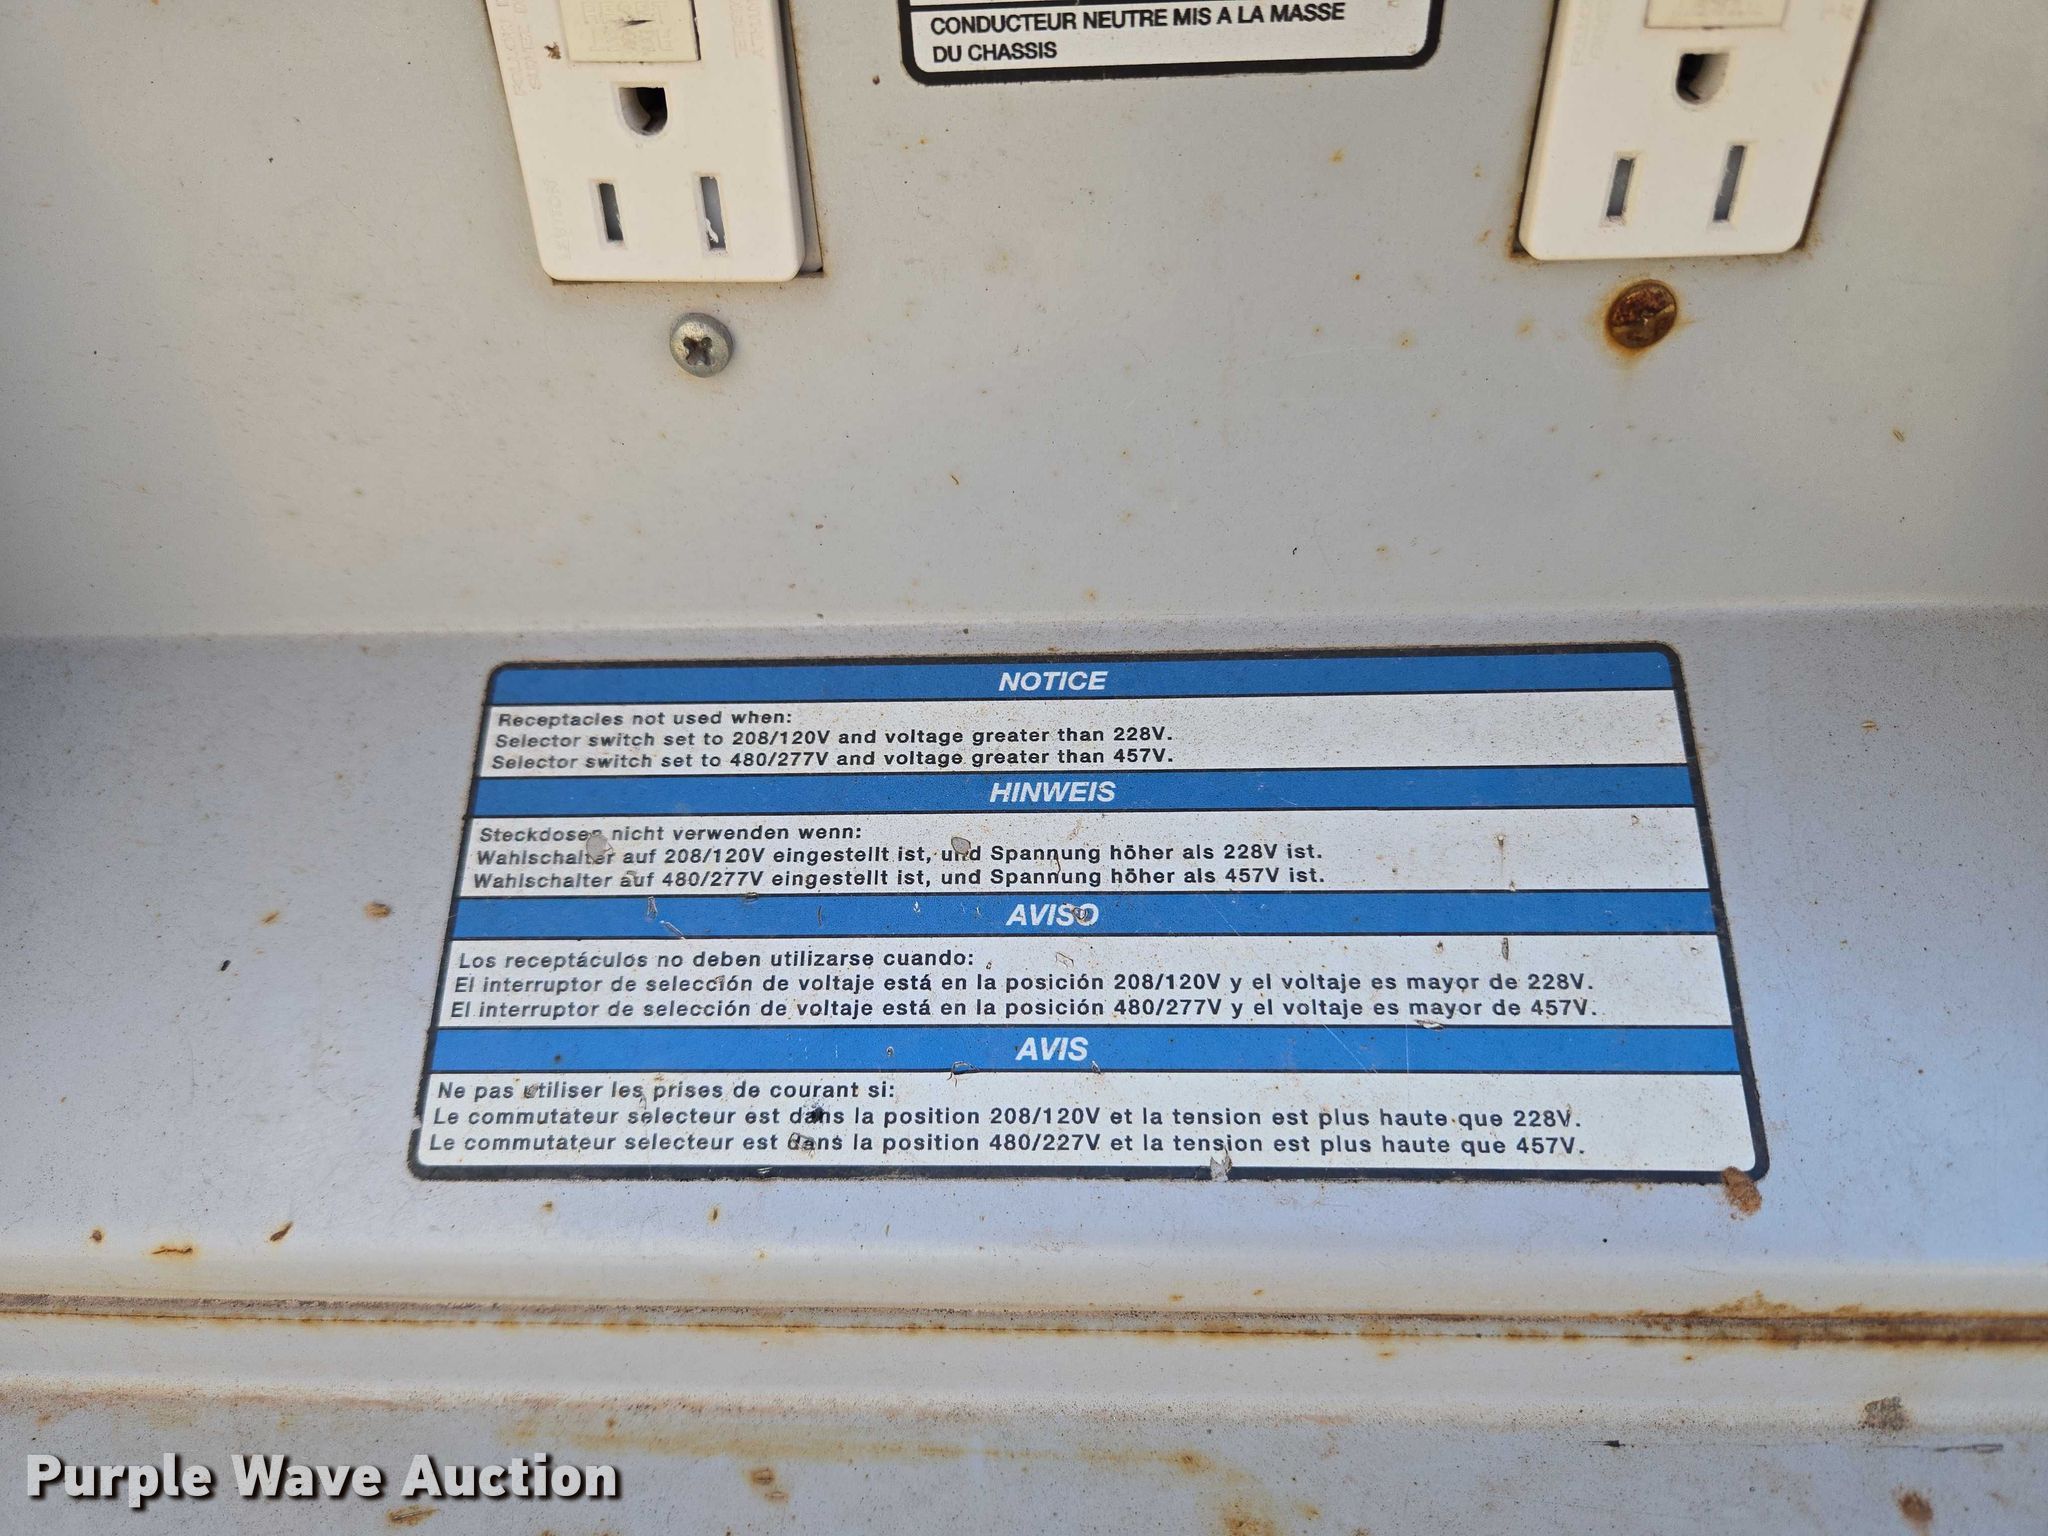 CONDUCTEUR NEUTRE MIS A LA MASSE
DU CHASSIS
LEVITON
NOTICE
Receptacles not used when:
Selector switch set to 208/120V and voltage greater than 228V.
Selector switch set to 480/277V and voltage greater than 457V.
HINWEIS
Steckdosen nicht verwenden wenn:
Wahlschalter auf 208/120V eingestellt ist, und Spannung höher als 228V ist.
Wahlschalter auf 480/277V eingestellt ist, und Spannung höher als 457V ist.
AVISO
Los receptáculos no deben utilizarse cuando:
El interruptor de selección de voltaje está en la posición 208/120V y el voltaje es mayor de 228V.
El interruptor de selección de voltaje está en la posición 480/277V y el voltaje es mayor de 457V.
AVIS
Ne pas utiliser les prises de courant si:
Le commutateur selecteur est dans la position 208/120V et la tension est plus haute que 228V.
Le commutateur selecteur est dans la position 480/227V et la tension est plus haute que 457V.
Purple Wave Auction